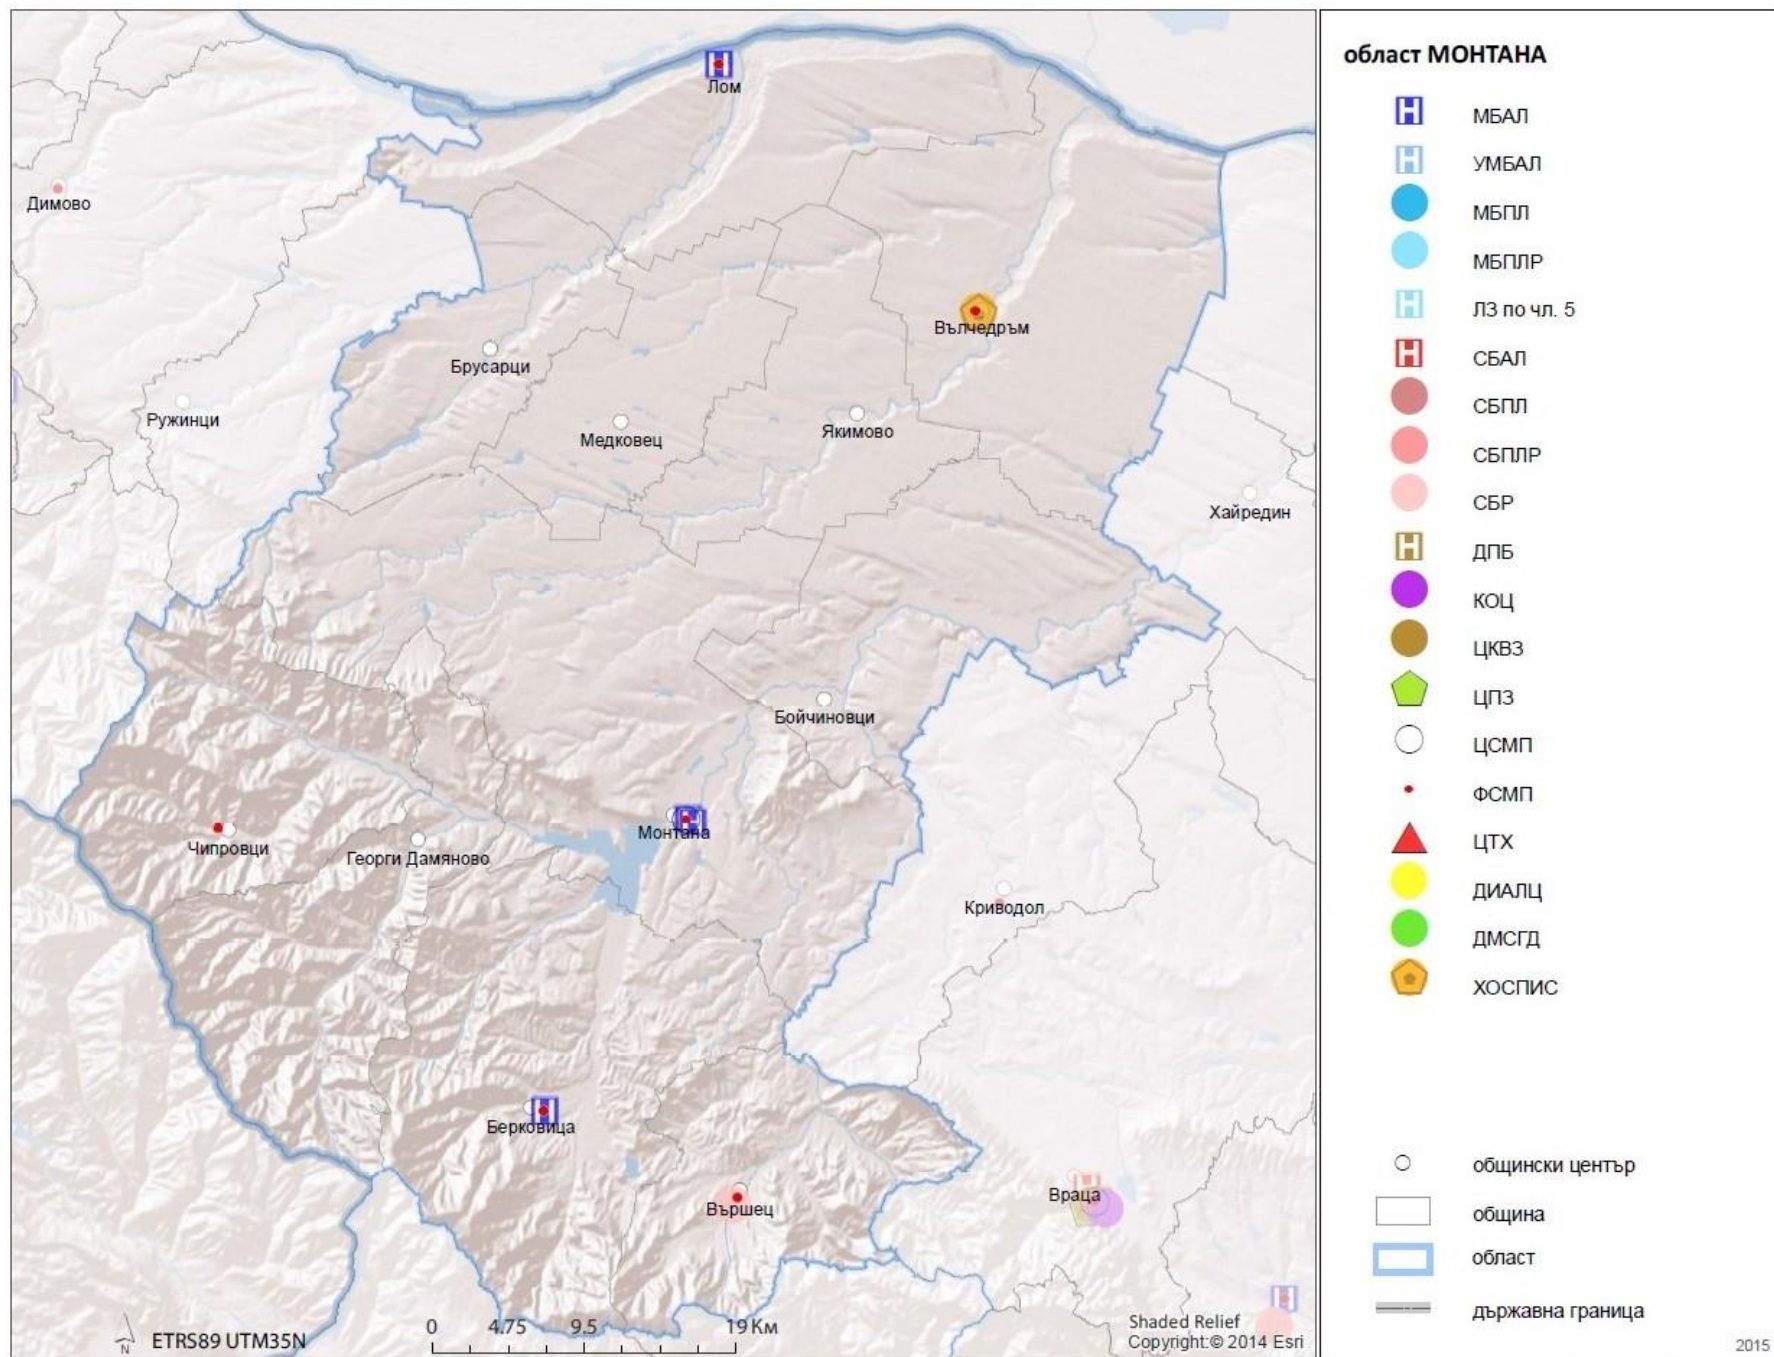 Лом
Димово
Вълчедръм
Брусарци
Ружинци
Медковец
Якимово
Хайредин
Бойчиновци
Монтана
Чипровци
Георги Дамяново
Криводол
Берковица
Враца
Вършец
ETRS89 UTM35N
N
0 4.75 9.5 19 Км
Shaded Relief
Copyright:© 2014 Esri
област МОНТАНА
МБАЛ
УМБАЛ
МБПЛ
МБПЛР
ЛЗ по чл. 5
СБАЛ
СБПЛ
СБПЛР
СБР
ДПБ
КОЦ
ЦКВЗ
ЦПЗ
ЦСМП
ФСМП
ЦТХ
ДИАЛЦ
ДМСГД
ХОСПИС
общински център
община
област
държавна граница
2015